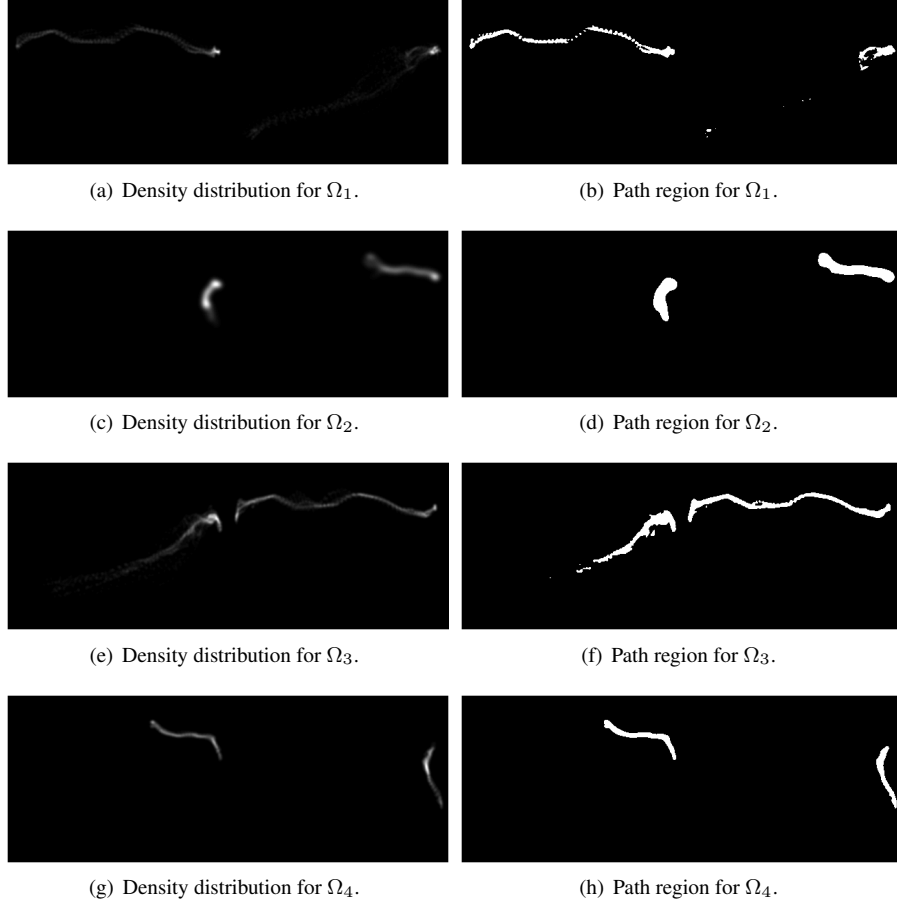 (a) Density distribution for Ω₁.
(b) Path region for Ω₁.
(c) Density distribution for Ω₂.
(d) Path region for Ω₂.
(e) Density distribution for Ω₃.
(f) Path region for Ω₃.
(g) Density distribution for Ω₄.
(h) Path region for Ω₄.